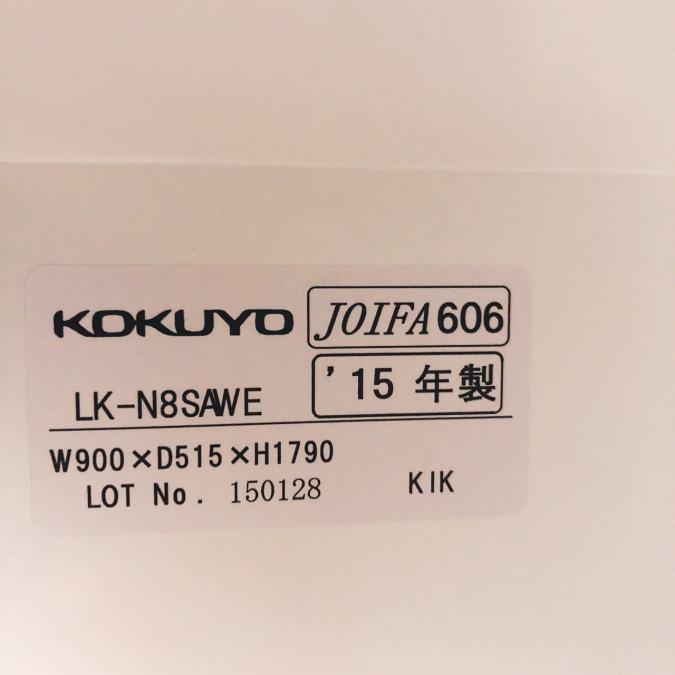 KOKUYO JOIFA606
LK-N8SAWE '15 年製
W900×D515×H1790
LOT No. 150128 KIK